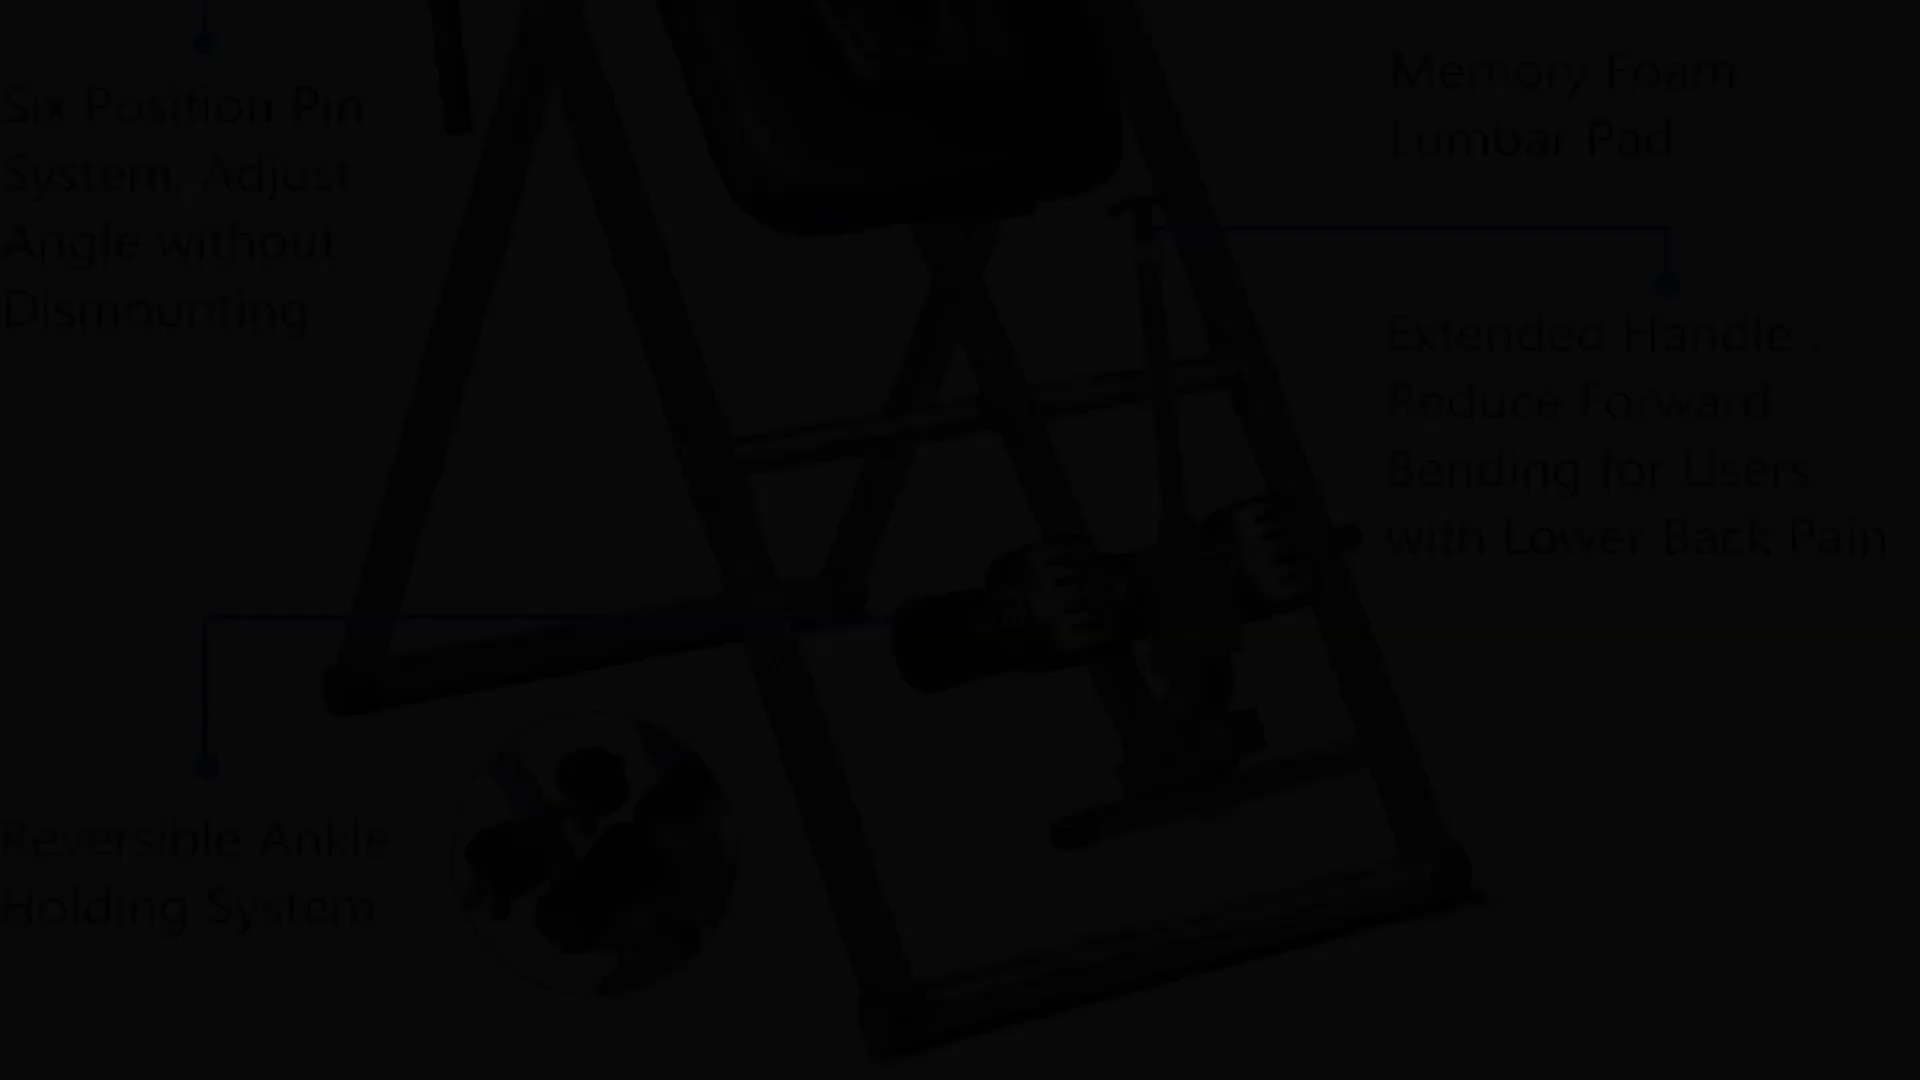 Six Position Pin
System, Adjust
Angle without
Dismounting
Memory Foam
Lumbar Pad
Extended Handle :
Reduce Forward
Bending for Users
with Lower Back Pain
Reversible Ankle
Holding System